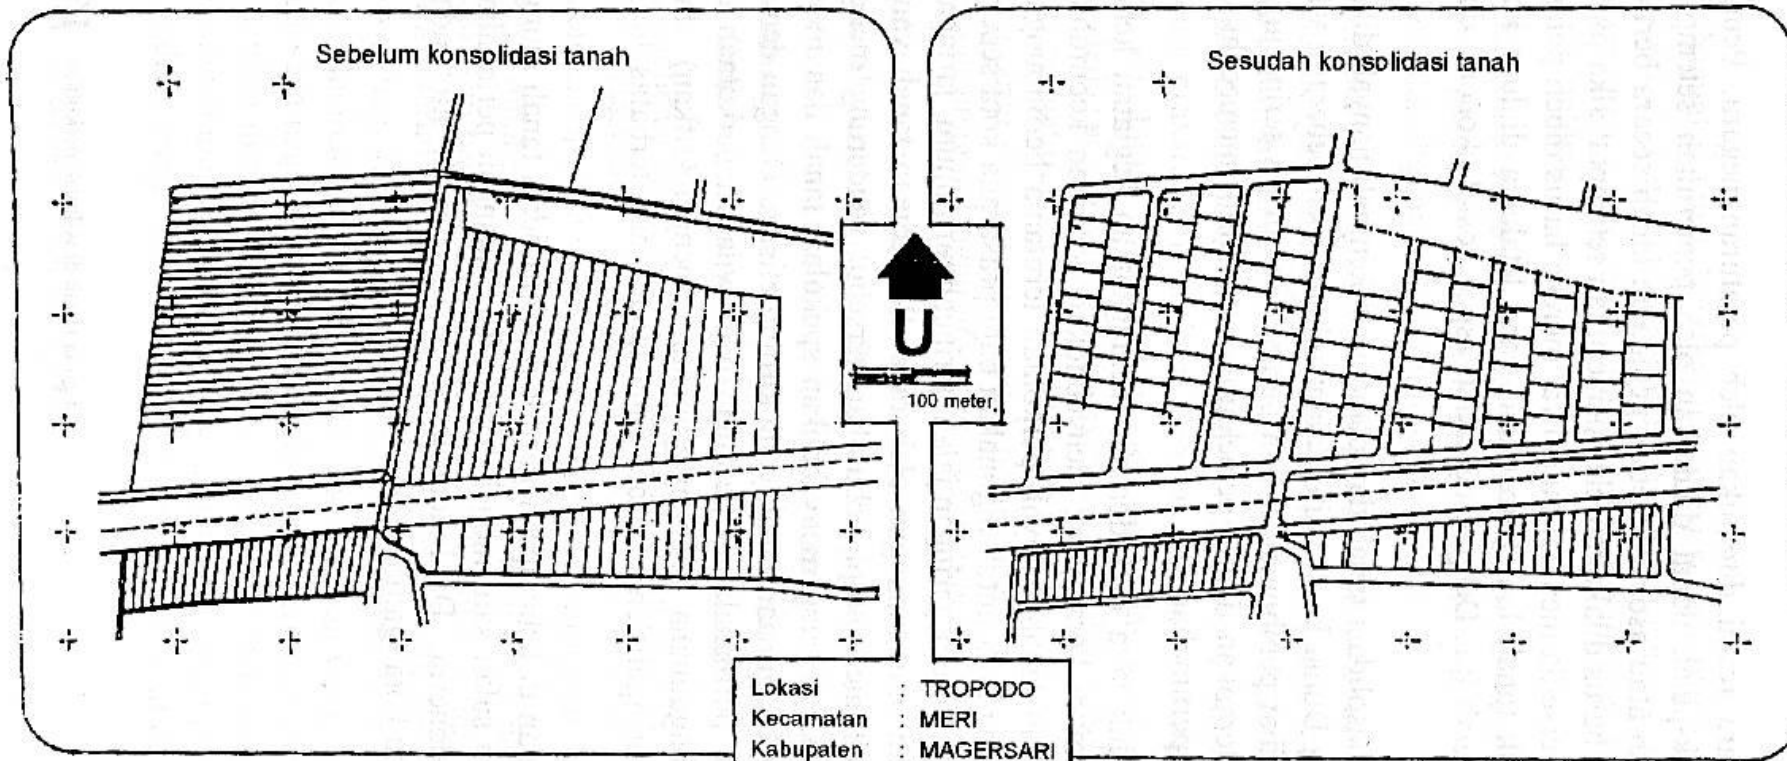 Sebelum konsolidasi tanah
Sesudah konsolidasi tanah
U
100 meter
Lokasi : TROPODO
Kecamatan : MERI
Kabupaten : MAGERSARI